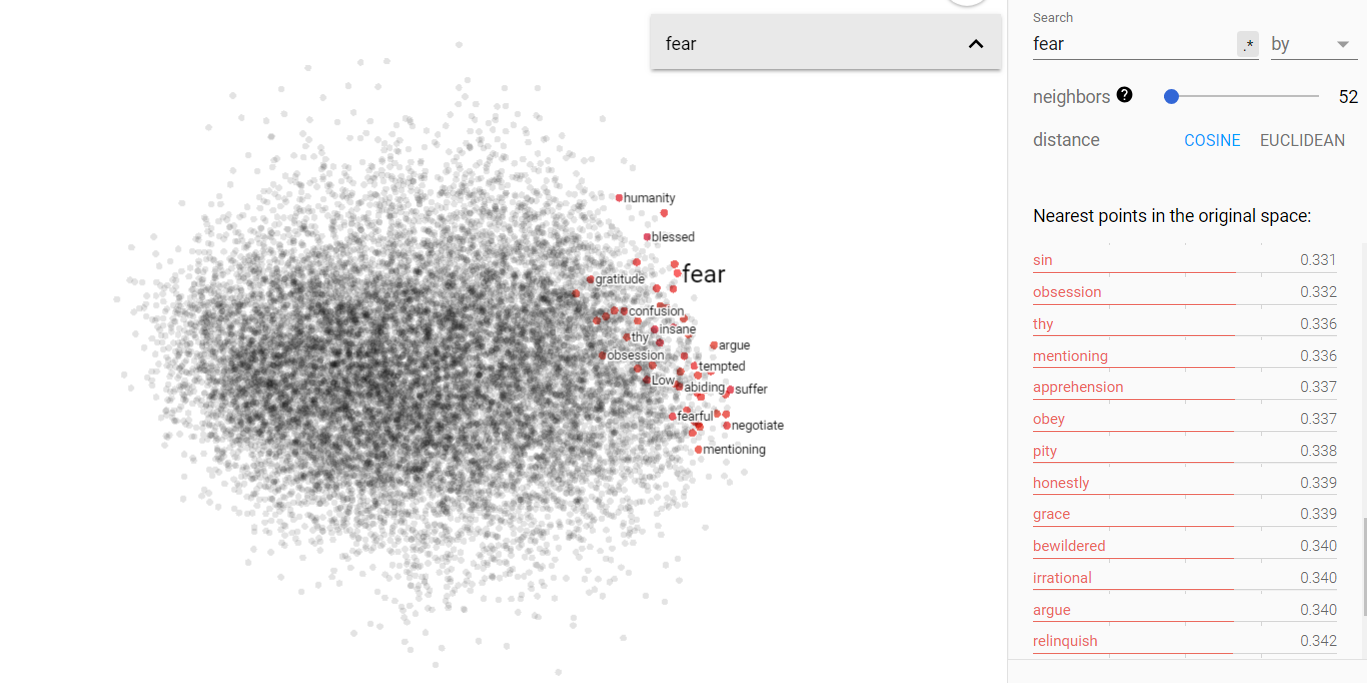 fear
humanity
blessed
fear
gratitude
confusion
insane
thy
argue
obsession
tempted
Low
abiding
suffer
fearful
negotiate
mentioning
Search
fear .* by
neighbors ? 52
distance COSINE EUCLIDEAN
Nearest points in the original space:
sin 0.331
obsession 0.332
thy 0.336
mentioning 0.336
apprehension 0.337
obey 0.337
pity 0.338
honestly 0.339
grace 0.339
bewildered 0.340
irrational 0.340
argue 0.340
relinquish 0.342